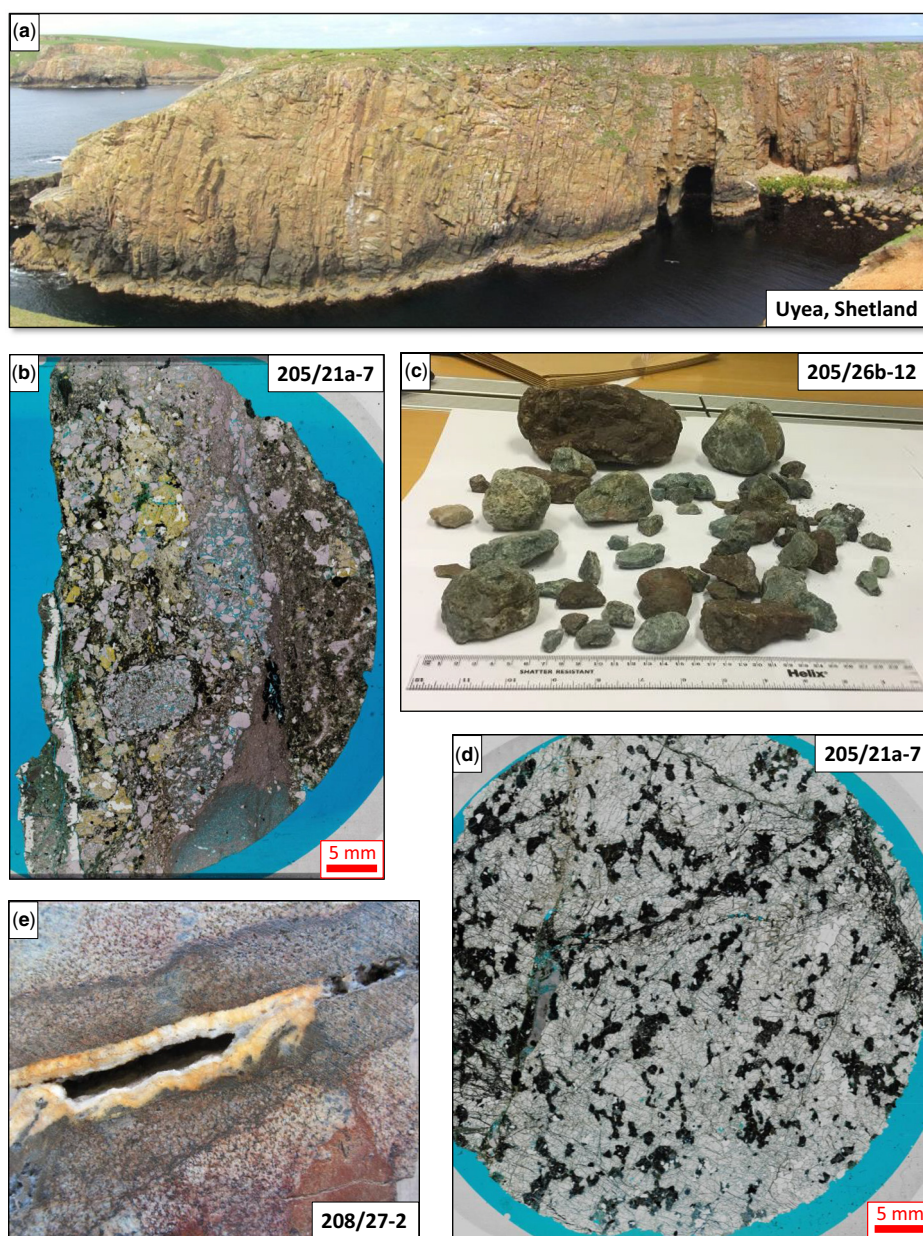 (a)
Uyea, Shetland
(b)
205/21a-7
5 mm
(c)
205/26b-12
SHATTER RESISTANT
Helix
(d)
205/21a-7
5 mm
(e)
208/27-2